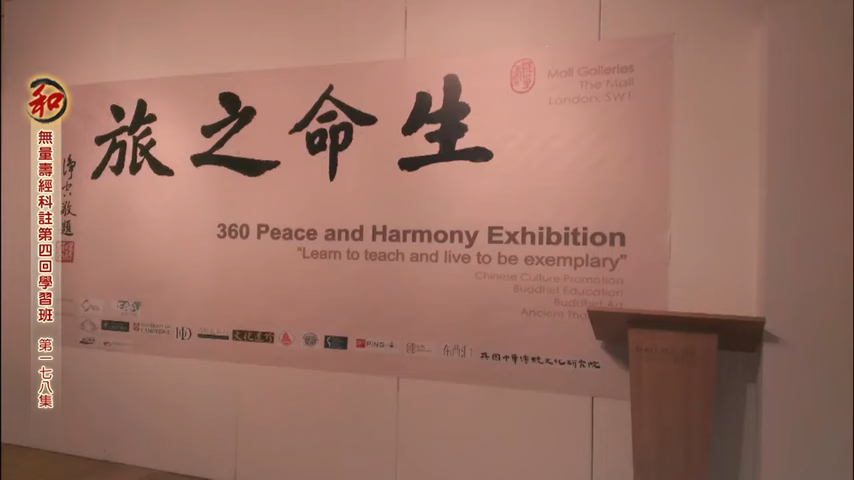 和
無量壽經科註第四回學習班 第一七八集
旅之命生
淨空敬題
Mall Galleries
The Mall
London, SW1
360 Peace and Harmony Exhibition
"Learn to teach and live to be exemplary"
Chinese Culture Promotion
Buddhist Education
Buddhist Art
Ancient
PING